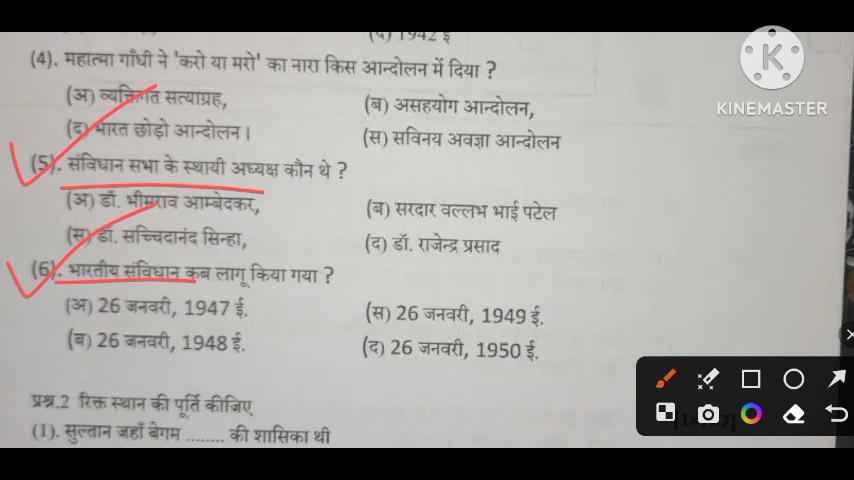 (द) 1942 ई
(4). महात्मा गाँधी ने 'करो या मरो' का नारा किस आन्दोलन में दिया ?
(अ) व्यक्तिगत सत्याग्रह, (ब) असहयोग आन्दोलन,
(द) भारत छोड़ो आन्दोलन। (स) सविनय अवज्ञा आन्दोलन
(5). संविधान सभा के स्थायी अध्यक्ष कौन थे ?
(अ) डॉ. भीमराव आम्बेदकर, (ब) सरदार वल्लभ भाई पटेल
(स) डॉ. सच्चिदानंद सिन्हा, (द) डॉ. राजेन्द्र प्रसाद
(6). भारतीय संविधान कब लागू किया गया ?
(अ) 26 जनवरी, 1947 ई. (स) 26 जनवरी, 1949 ई.
(ब) 26 जनवरी, 1948 ई. (द) 26 जनवरी, 1950 ई.
प्रश्न.2 रिक्त स्थान की पूर्ति कीजिए
(1). सुल्तान जहाँ बेगम ........ की शासिका थी
KINEMASTER